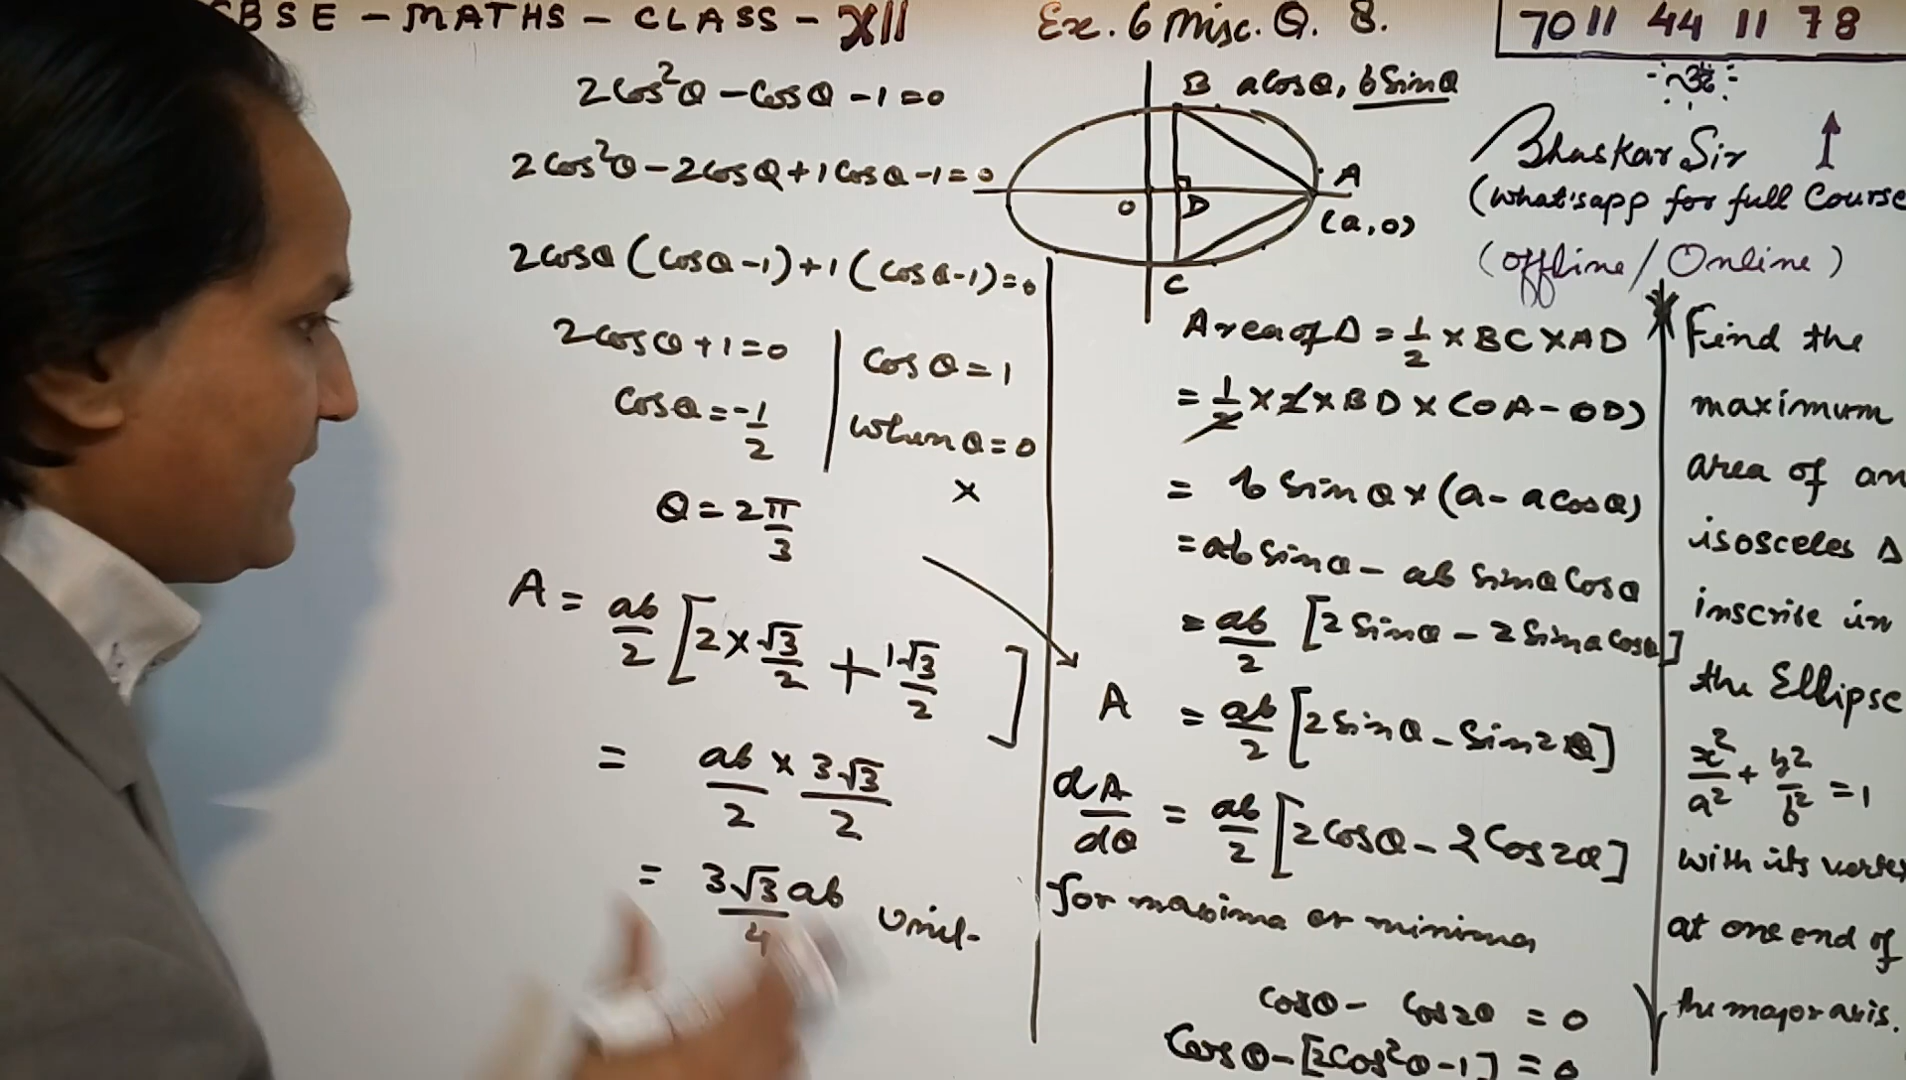 CBSE - MATHS - CLASS - XII
Ex. 6 Misc. Q. 8.
7011 44 11 78
2Cos²θ - Cosθ - 1 = 0
2Cos²θ - 2Cosθ + 1Cosθ - 1 = 0
2Cosθ (Cosθ - 1) + 1 (Cosθ - 1) = 0
2Cosθ + 1 = 0
Cosθ = -1/2
θ = 2π/3
Cosθ = 1
when θ = 0
×
A = ab/2 [2 × √3/2 + 1√3/2]
= ab/2 × 3√3/2
= 3√3 ab/4 Unit-
B aCosθ, bSinθ
A
(a, 0)
O
D
C
Area of Δ = 1/2 × BC × AD
= 1/2 × 2 × BD × (OA - OD)
= b Sinθ × (a - aCosθ)
= ab Sinθ - ab SinθCosθ
= ab/2 [2 Sinθ - 2 SinθCosθ]
A = ab/2 [2 Sinθ - Sin2θ]
dA/dθ = ab/2 [2Cosθ - 2Cos2θ]
for maxima or minima
Cosθ - Cos2θ = 0
Cosθ - [2Cos²θ - 1] = 0
Bhaskar Sir
(what'sapp for full Course
(offline/Online)
Find the
maximum
area of an
isosceles Δ
inscribe in
the Ellipse
x²/a² + y²/b² = 1
with its vertex
at one end of
the major axis.